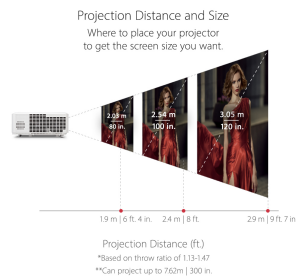 Projection Distance and Size
Where to place your projector
to get the screen size you want.
2.03 m
80 in.
2.54 m
100 in.
3.05 m
120 in.
1.9 m | 6 ft. 4 in.
2.4 m | 8 ft.
2.9 m | 9 ft. 7 in
Projection Distance (ft.)
*Based on throw ratio of 1.13-1.47
**Can project up to 7.62m | 300 in.